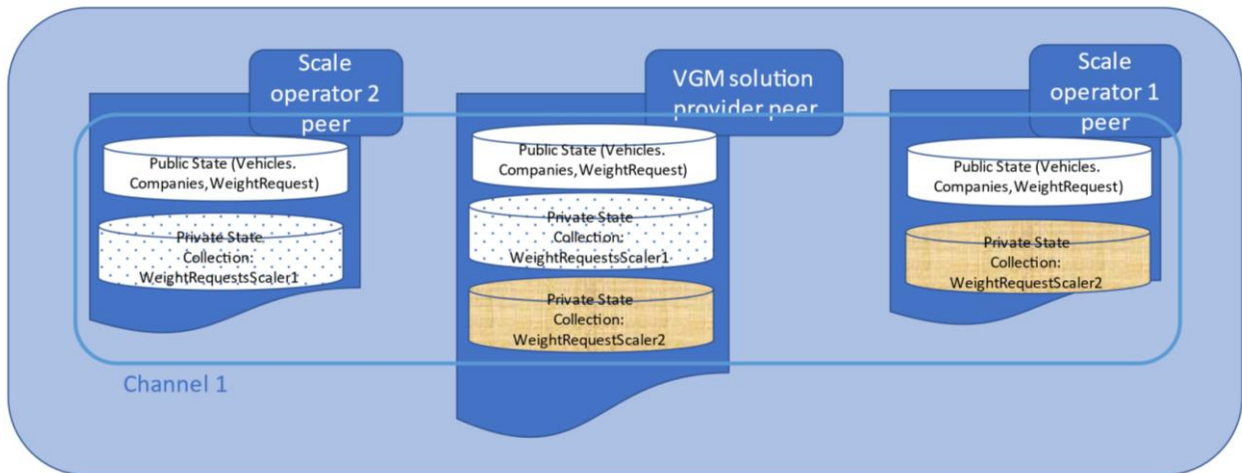 Scale
operator 2
peer
Public State (Vehicles.
Companies,WeightRequest)
Private State
Collection:
WeightRequestsScaler1
VGM solution
provider peer
Public State (Vehicles.
Companies,WeightRequest)
Private State
Collection:
WeightRequestsScaler1
Private State
Collection:
WeightRequestScaler2
Scale
operator 1
peer
Public State (Vehicles.
Companies,WeightRequest)
Private State
Collection:
WeightRequestScaler2
Channel 1